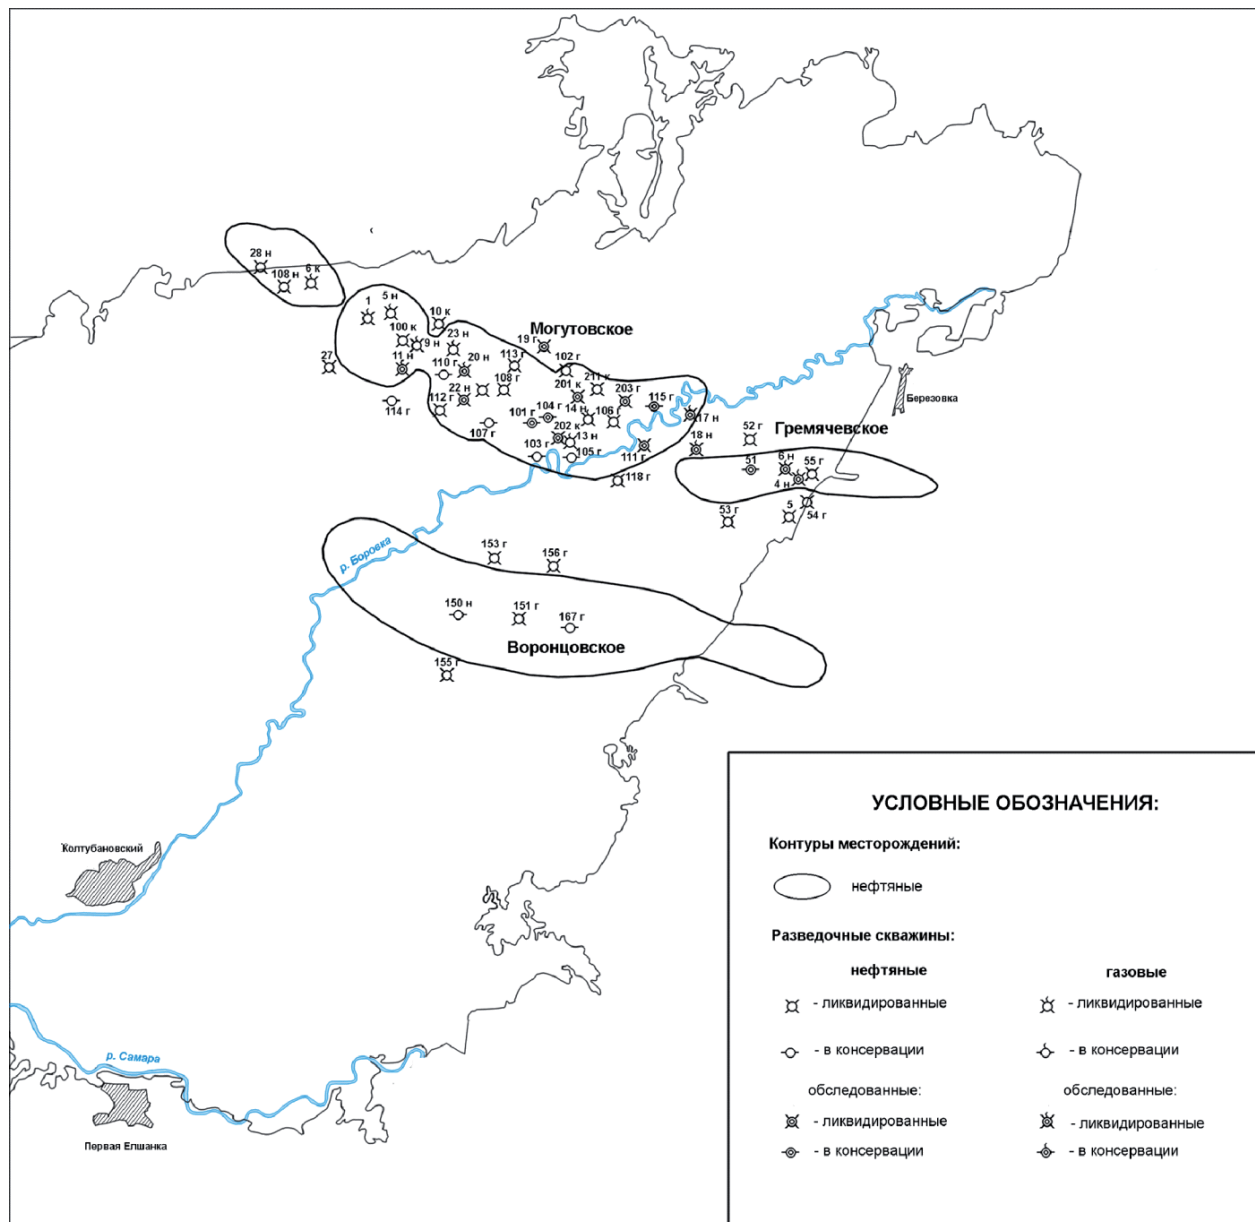 28 н
108 н
6 к
1
5 н
10 к
100 к
9 н
23 н
Могутовское
19 г
27
11 н
110 г
20 н
113 г
102 г
114 г
112 г
22 н
108 г
201 к
211 к
203 г
115 г
17 н
107 г
101 г
104 г
14 н
106 г
202 к
13 н
103 г
105 г
111 г
118 г
18 н
52 г
Березовка
Гремячевское
51
6 н
55 г
4 н
53 г
5
54 г
р. Боровка
153 г
156 г
150 н
151 г
167 г
Воронцовское
155 г
Колтубановский
р. Самара
Первая Елшанка
УСЛОВНЫЕ ОБОЗНАЧЕНИЯ:
Контуры месторождений:
нефтяные
Разведочные скважины:
нефтяные
газовые
- ликвидированные
- ликвидированные
- в консервации
- в консервации
обследованные:
обследованные:
- ликвидированные
- ликвидированные
- в консервации
- в консервации